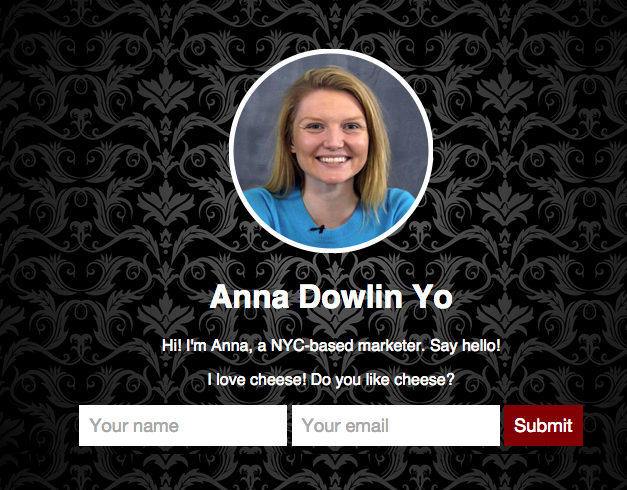 Anna Dowlin Yo
Hi! I'm Anna, a NYC-based marketer. Say hello!
I love cheese! Do you like cheese?
Your name Your email Submit